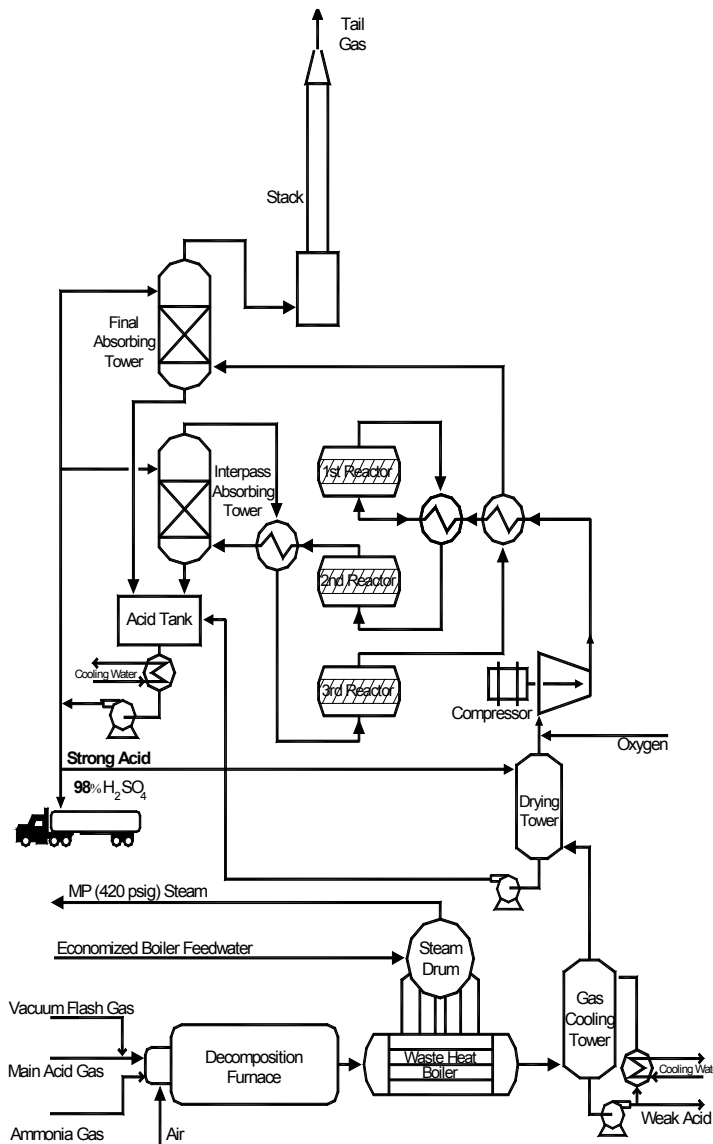 Tail
Gas
Stack
Final
Absorbing
Tower
Interpass
Absorbing
Tower
1st Reactor
2nd Reactor
Acid Tank
Cooling Water
3rd Reactor
Compressor
Oxygen
Strong Acid
98% H₂SO₄
Drying
Tower
MP (420 psig) Steam
Economized Boiler Feedwater
Steam
Drum
Vacuum Flash Gas
Main Acid Gas
Ammonia Gas
Air
Decomposition
Furnace
Waste Heat
Boiler
Gas
Cooling
Tower
Cooling Wat
Weak Acid